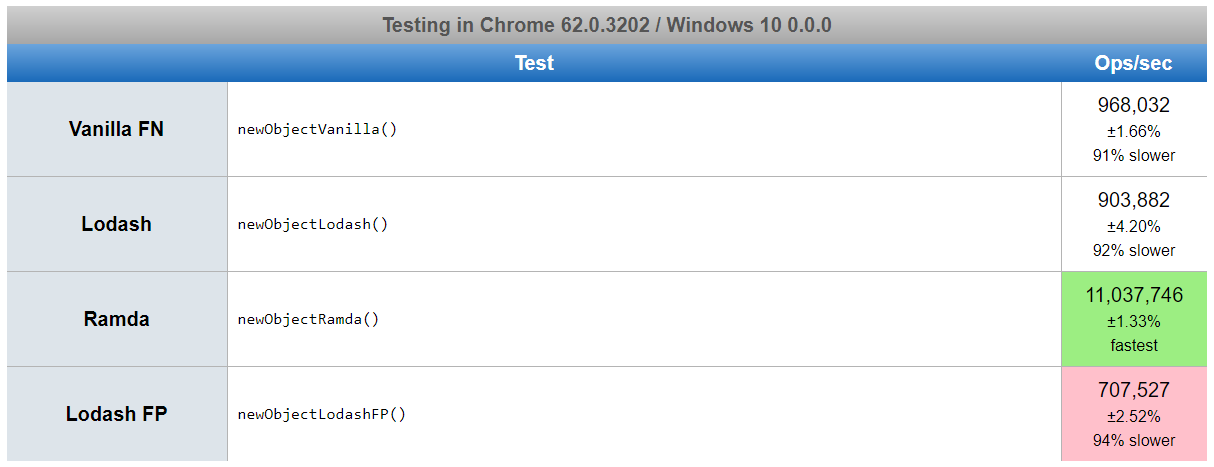 Testing in Chrome 62.0.3202 / Windows 10 0.0.0
Test Ops/sec
Vanilla FN newObjectVanilla() 968,032
±1.66%
91% slower
Lodash newObjectLodash() 903,882
±4.20%
92% slower
Ramda newObjectRamda() 11,037,746
±1.33%
fastest
Lodash FP newObjectLodashFP() 707,527
±2.52%
94% slower